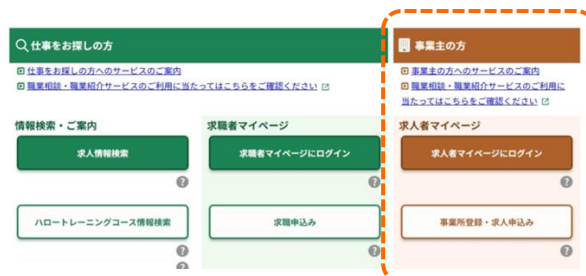 仕事をお探しの方
仕事をお探しの方へのサービスのご案内
職業相談・職業紹介サービスのご利用に当たってはこちらをご確認ください
情報検索・ご案内
求人情報検索
?
ハロートレーニングコース情報検索
?
?
求職者マイページ
求職者マイページにログイン
?
求職申込み
?
事業主の方
事業主の方へのサービスのご案内
職業相談・職業紹介サービスのご利用に
当たってはこちらをご確認ください
求人者マイページ
求人者マイページにログイン
?
事業所登録・求人申込み
?